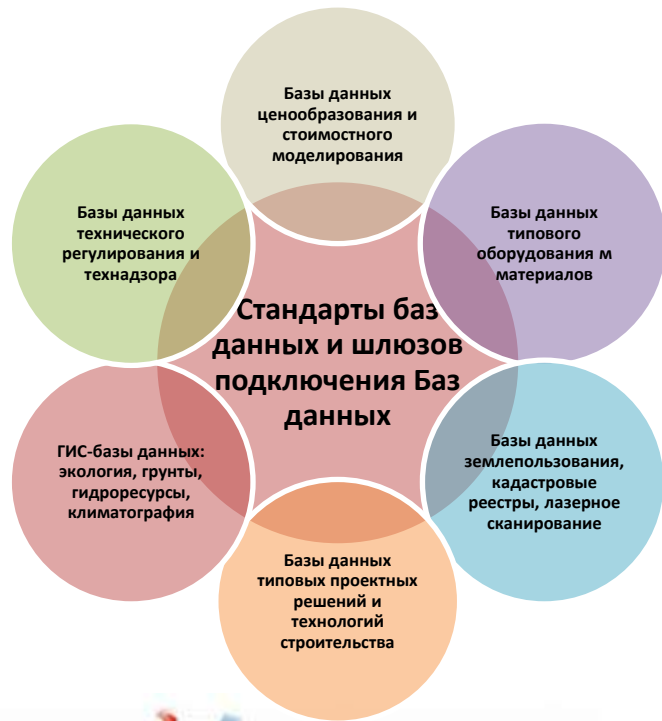 Базы данных
ценообразования и
стоимостного
моделирования
Базы данных
технического
регулирования и
технадзора
Базы данных
типового
оборудования м
материалов
Стандарты баз
данных и шлюзов
подключения Баз
данных
ГИС-базы данных:
экология, грунты,
гидроресурсы,
климатография
Базы данных
землепользования,
кадастровые
реестры, лазерное
сканирование
Базы данных
типовых проектных
решений и
технологий
строительства